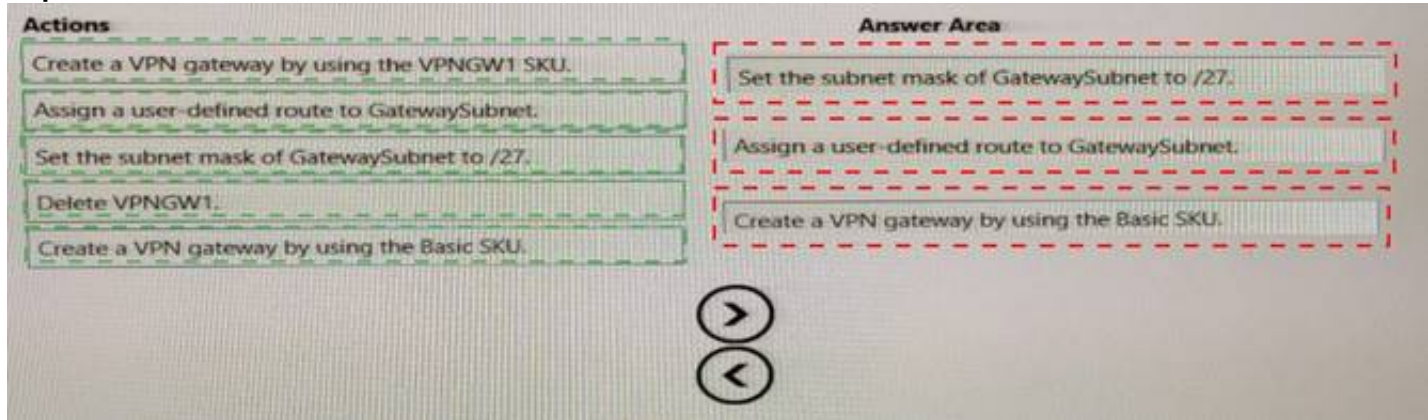 Actions
Create a VPN gateway by using the VPNGW1 SKU.
Assign a user-defined route to GatewaySubnet.
Set the subnet mask of GatewaySubnet to /27.
Delete VPNGW1.
Create a VPN gateway by using the Basic SKU.
Answer Area
Set the subnet mask of GatewaySubnet to /27.
Assign a user-defined route to GatewaySubnet.
Create a VPN gateway by using the Basic SKU.